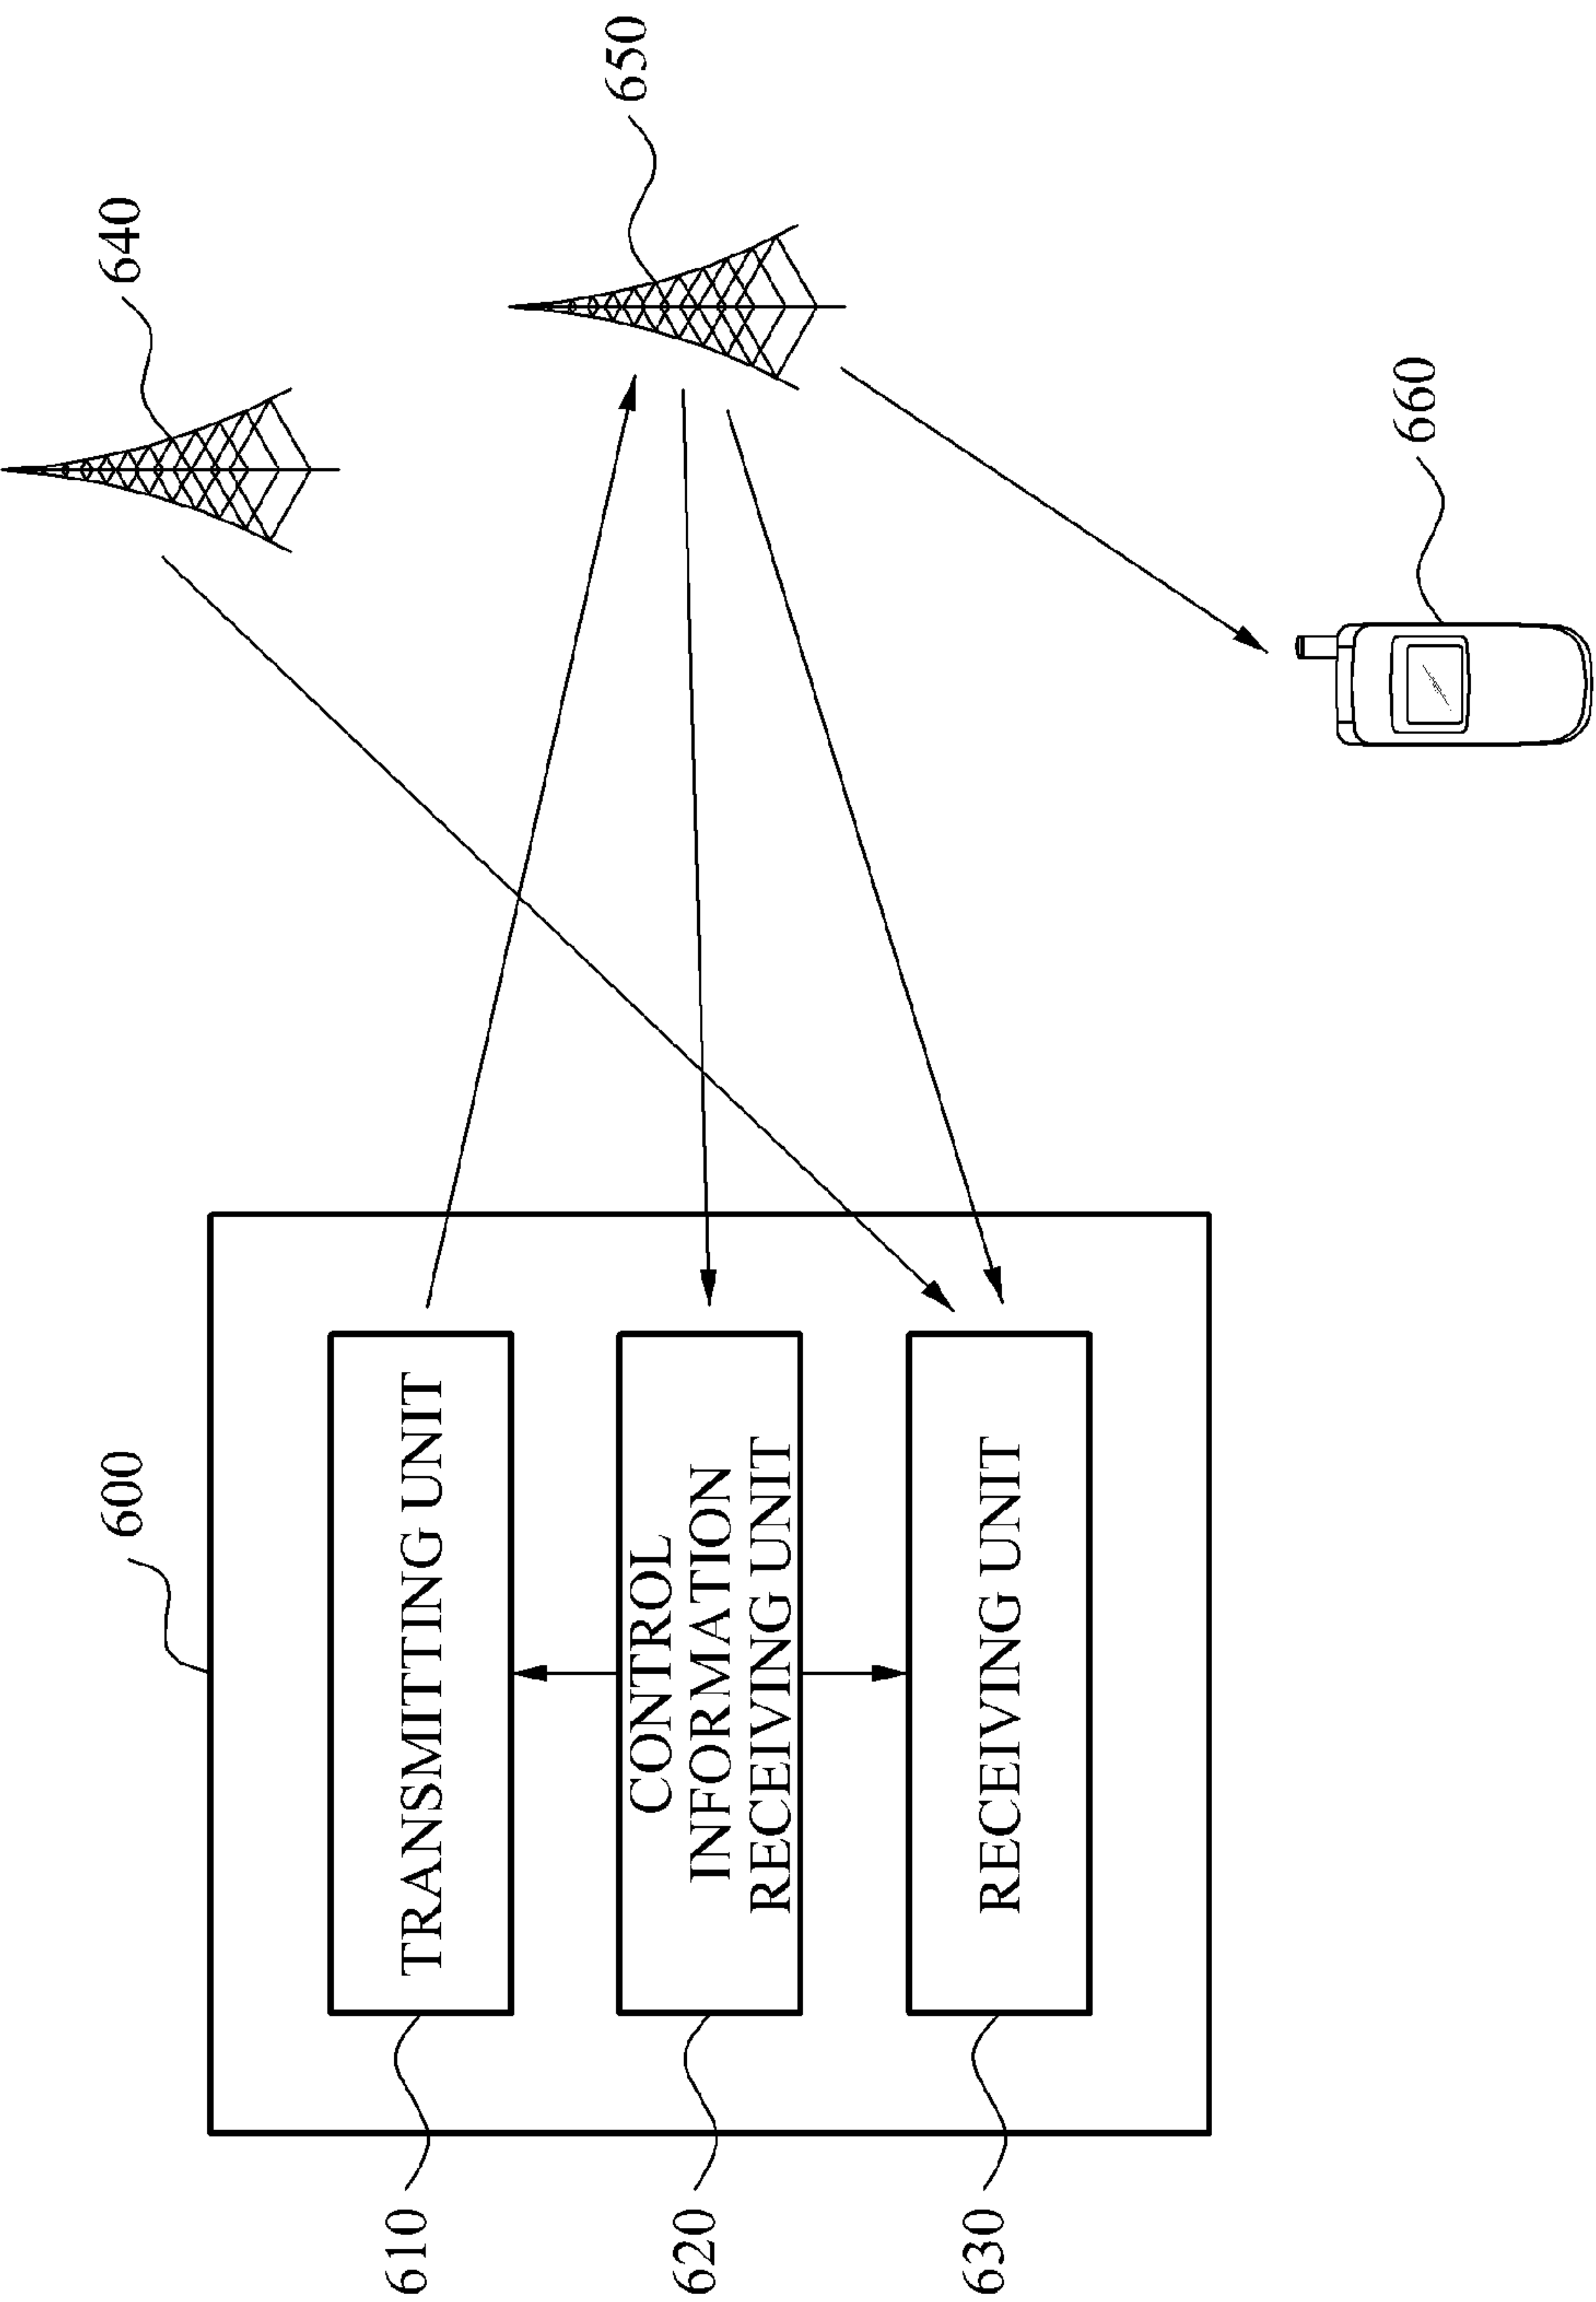 600
610
TRANSMITTING UNIT
620
CONTROL
INFORMATION
RECEIVING UNIT
630
RECEIVING UNIT
640
650
660